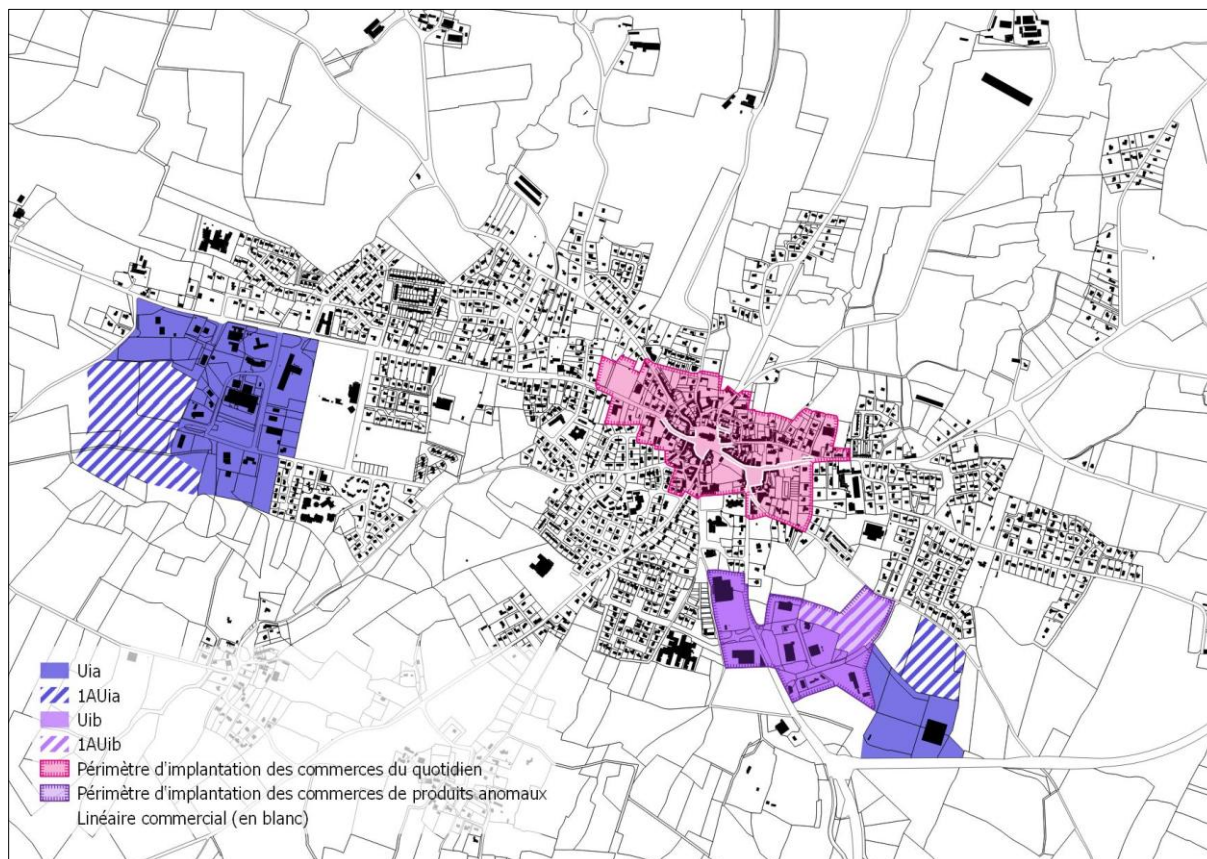 Uia
1AUia
Uib
1AUib
Périmètre d'implantation des commerces du quotidien
Périmètre d'implantation des commerces de produits anomaux
Linéaire commercial (en blanc)